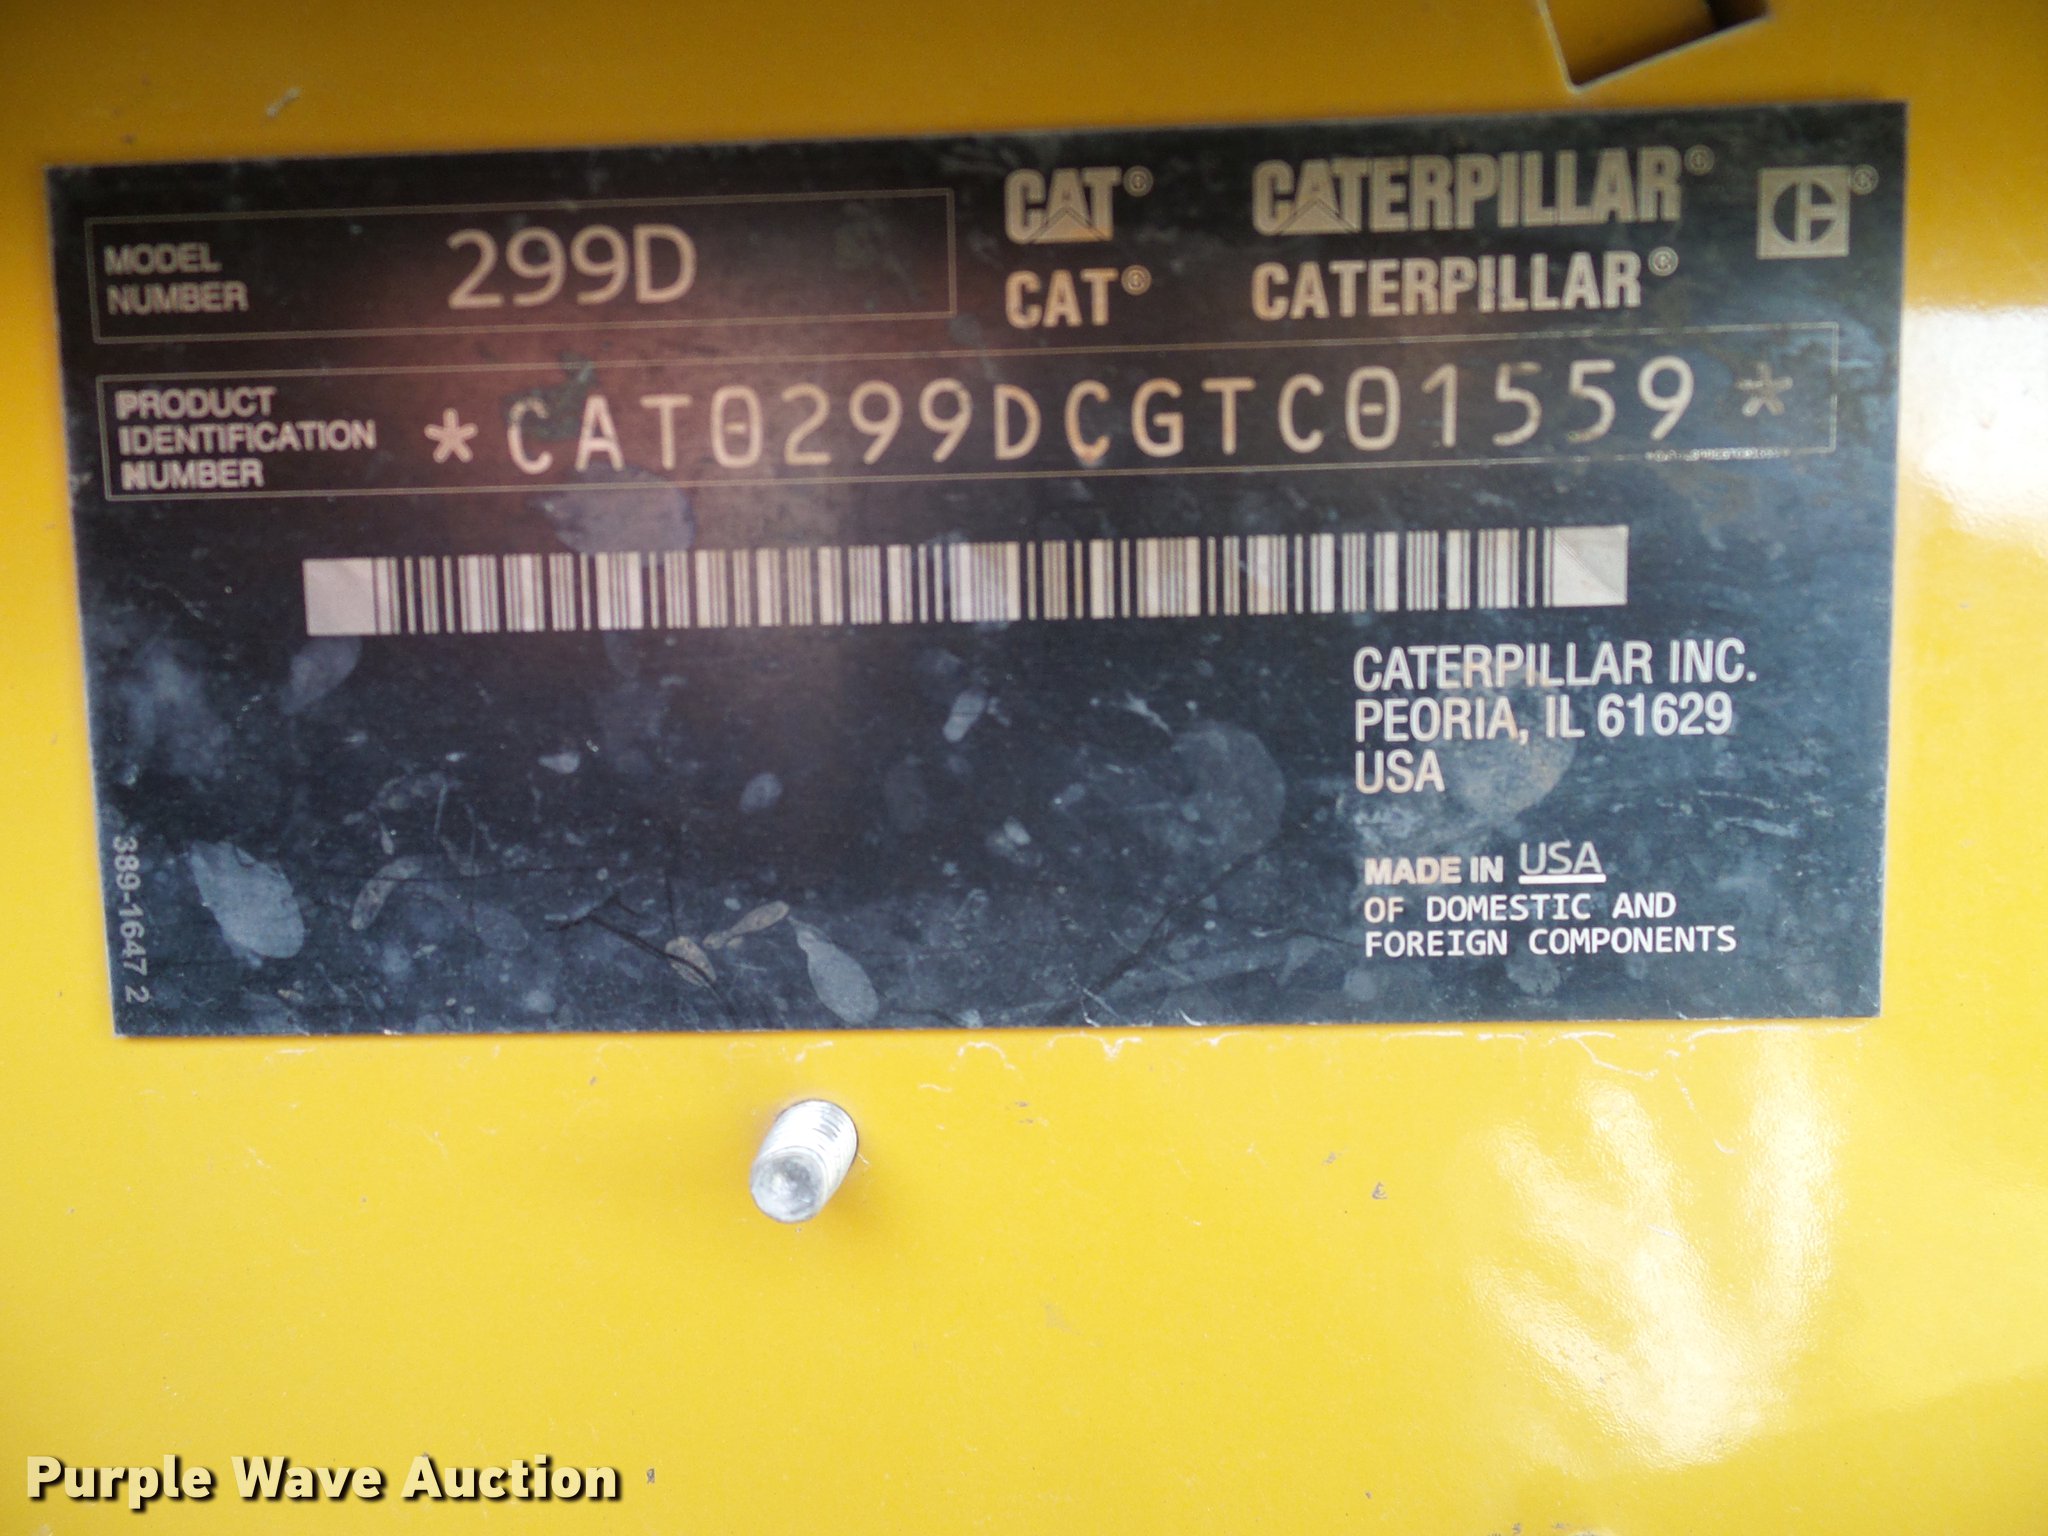 MODEL
NUMBER
299D
CAT® CATERPILLAR® C®
CAT® CATERPILLAR®
PRODUCT
IDENTIFICATION
NUMBER
*CAT0299DCGTC01559*
CATERPILLAR INC.
PEORIA, IL 61629
USA
MADE IN USA
OF DOMESTIC AND
FOREIGN COMPONENTS
389-1647 2
Purple Wave Auction